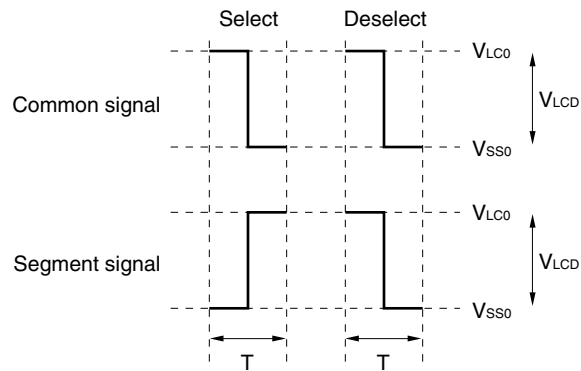 Select Deselect
VLC0
Common signal
VLCD
VSS0
VLC0
Segment signal
VLCD
VSS0
T T